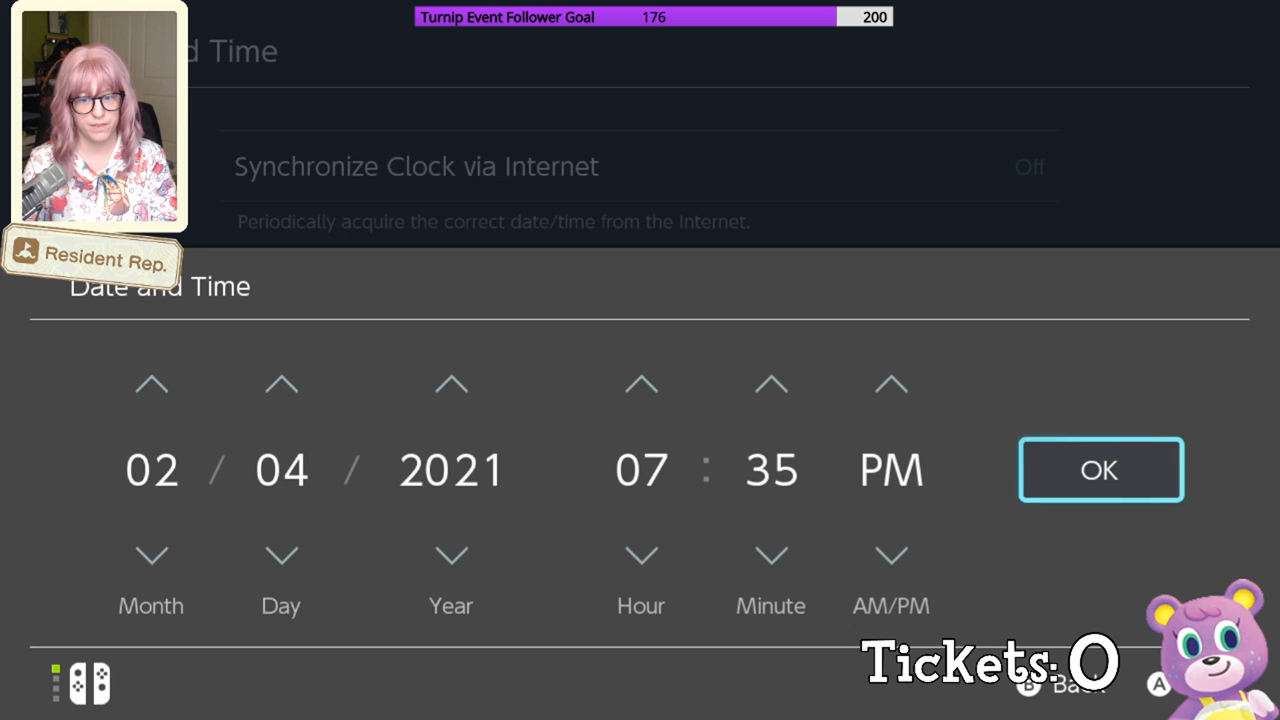 Turnip Event Follower Goal 176 200
d Time
Synchronize Clock via Internet Off
Periodically acquire the correct date/time from the Internet.
Resident Rep.
Date and Time
02 / 04 / 2021 07 : 35 PM OK
Month Day Year Hour Minute AM/PM
Tickets: 0
B Back A